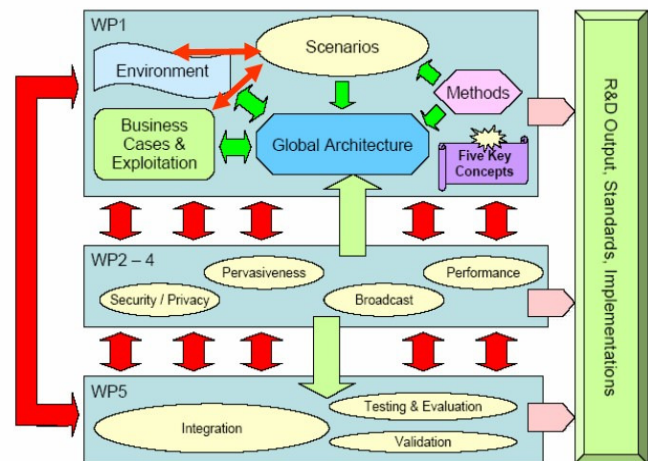 WP1
Scenarios
Environment
Methods
Business
Cases &
Exploitation
Global Architecture
Five Key
Concepts
WP2 – 4
Pervasiveness
Performance
Security / Privacy
Broadcast
WP5
Testing & Evaluation
Integration
Validation
R&D Output, Standards, Implementations